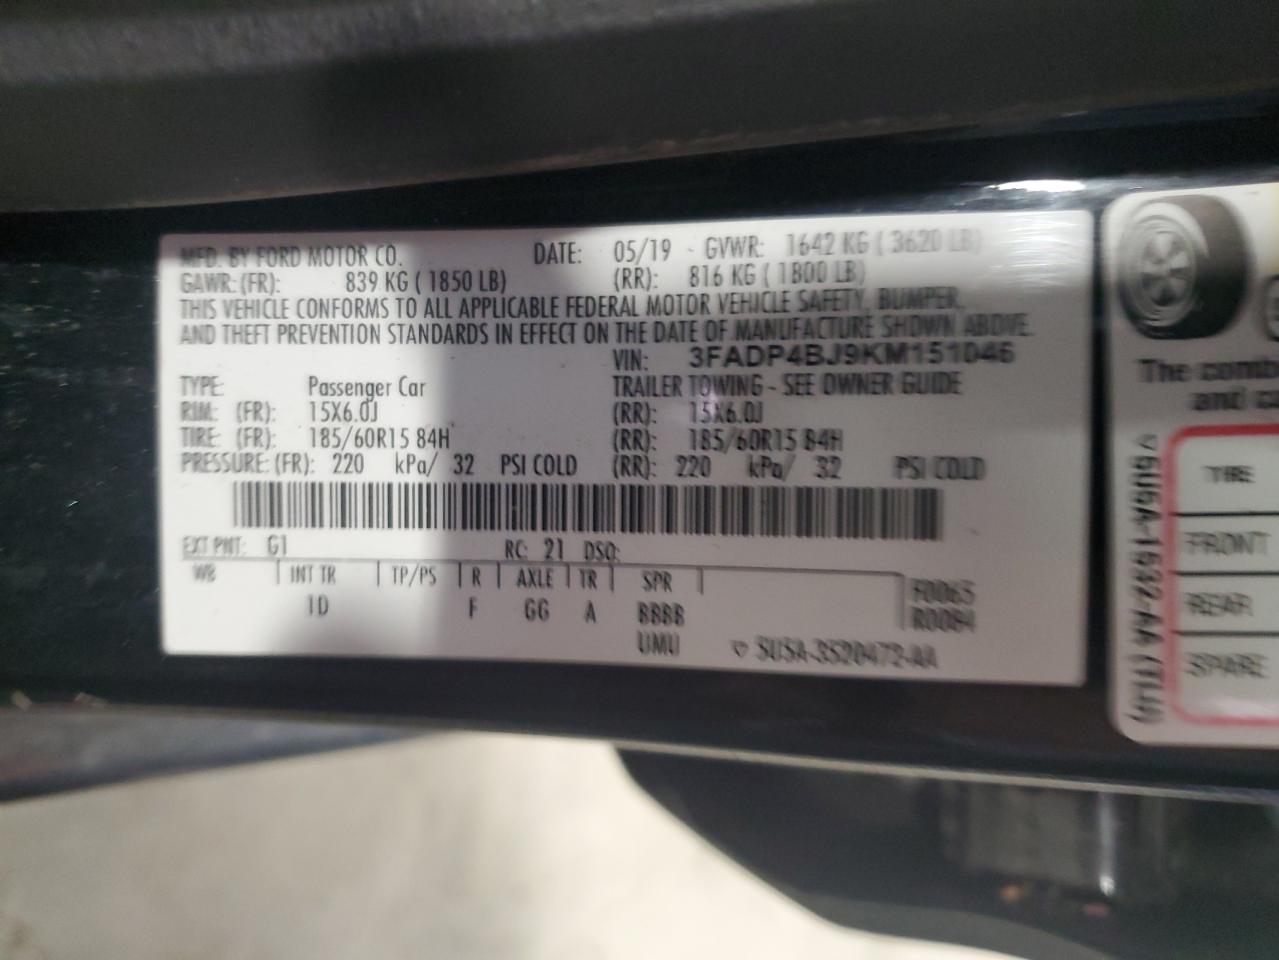 MFD. BY FORD MOTOR CO. DATE: 05/19 - GVWR: 1642 KG ( 3620 LB)
GAWR: (FR): 839 KG ( 1850 LB) (RR): 816 KG ( 1800 LB)
THIS VEHICLE CONFORMS TO ALL APPLICABLE FEDERAL MOTOR VEHICLE SAFETY, BUMPER,
AND THEFT PREVENTION STANDARDS IN EFFECT ON THE DATE OF MANUFACTURE SHOWN ABOVE.
VIN: 3FADP4BJ9KM151046
TYPE: Passenger Car TRAILER TOWING - SEE OWNER GUIDE
RIM: (FR): 15X6.0J (RR): 15X6.0J
TIRE: (FR): 185/60R15 84H (RR): 185/60R15 84H
PRESSURE: (FR): 220 kPa/ 32 PSI COLD (RR): 220 kPa/ 32 PSI COLD
EXT PNT: G1 RC: 21 DSO:
WB INT TR TP/PS R AXLE TR SPR F0065
1D F GG A BBBB R0084
UMU 5U5A-3520472-AA
The comb
and c
TIRE
FRONT
REAR
SPARE